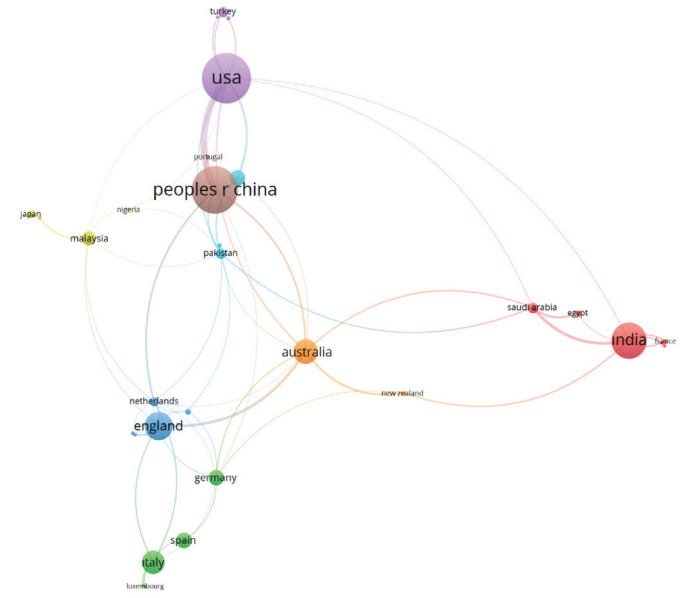 turkey
usa
portugal
peoples r china
nigeria
japan
malaysia
pakistan
saudi arabia
egypt
india
france
australia
new zealand
netherlands
england
germany
spain
italy
luxembourg